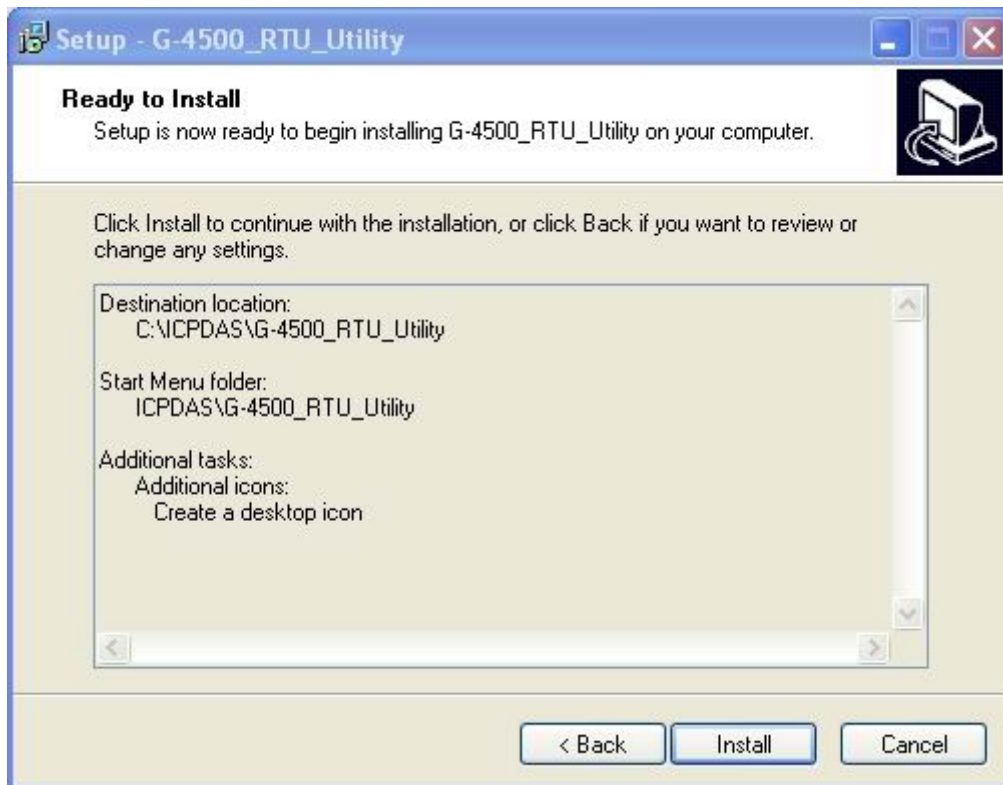 Setup - G-4500_RTU_Utility
Ready to Install
Setup is now ready to begin installing G-4500_RTU_Utility on your computer.
Click Install to continue with the installation, or click Back if you want to review or
change any settings.
Destination location:
C:\ICPDAS\G-4500_RTU_Utility
Start Menu folder:
ICPDAS\G-4500_RTU_Utility
Additional tasks:
Additional icons:
Create a desktop icon
< Back Install Cancel